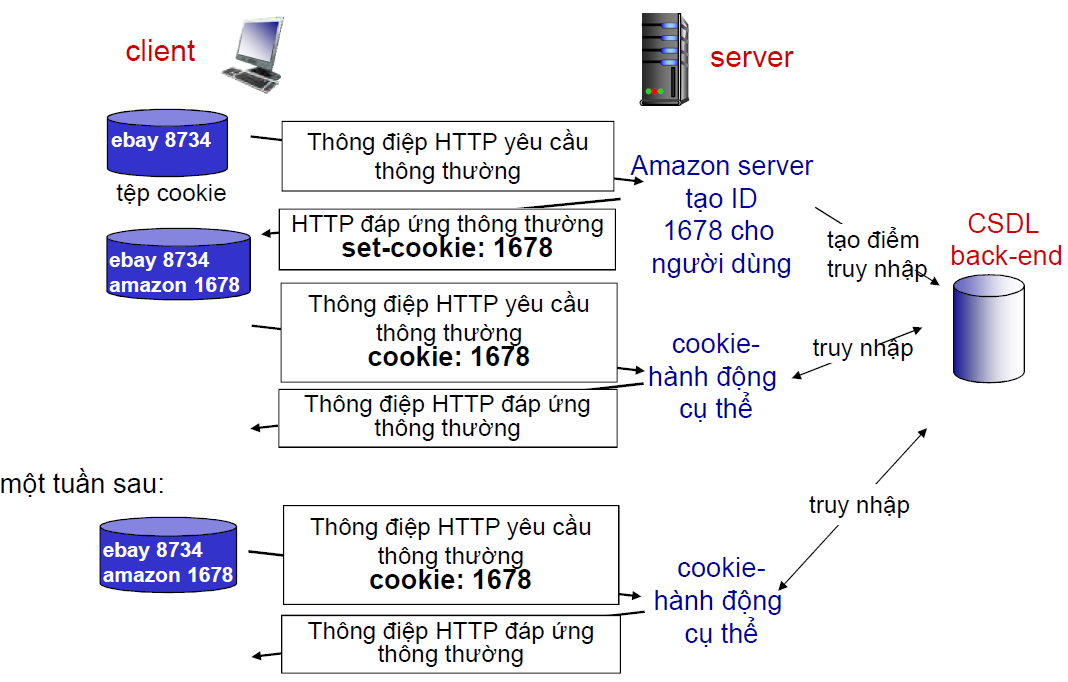 client
server
ebay 8734
tệp cookie
Thông điệp HTTP yêu cầu
thông thường
Amazon server
tạo ID
1678 cho
người dùng
HTTP đáp ứng thông thường
set-cookie: 1678
ebay 8734
amazon 1678
tạo điểm
truy nhập
CSDL
back-end
Thông điệp HTTP yêu cầu
thông thường
cookie: 1678
cookie-
hành động
cụ thể
truy nhập
Thông điệp HTTP đáp ứng
thông thường
một tuần sau:
ebay 8734
amazon 1678
Thông điệp HTTP yêu cầu
thông thường
cookie: 1678
cookie-
hành động
cụ thể
truy nhập
Thông điệp HTTP đáp ứng
thông thường